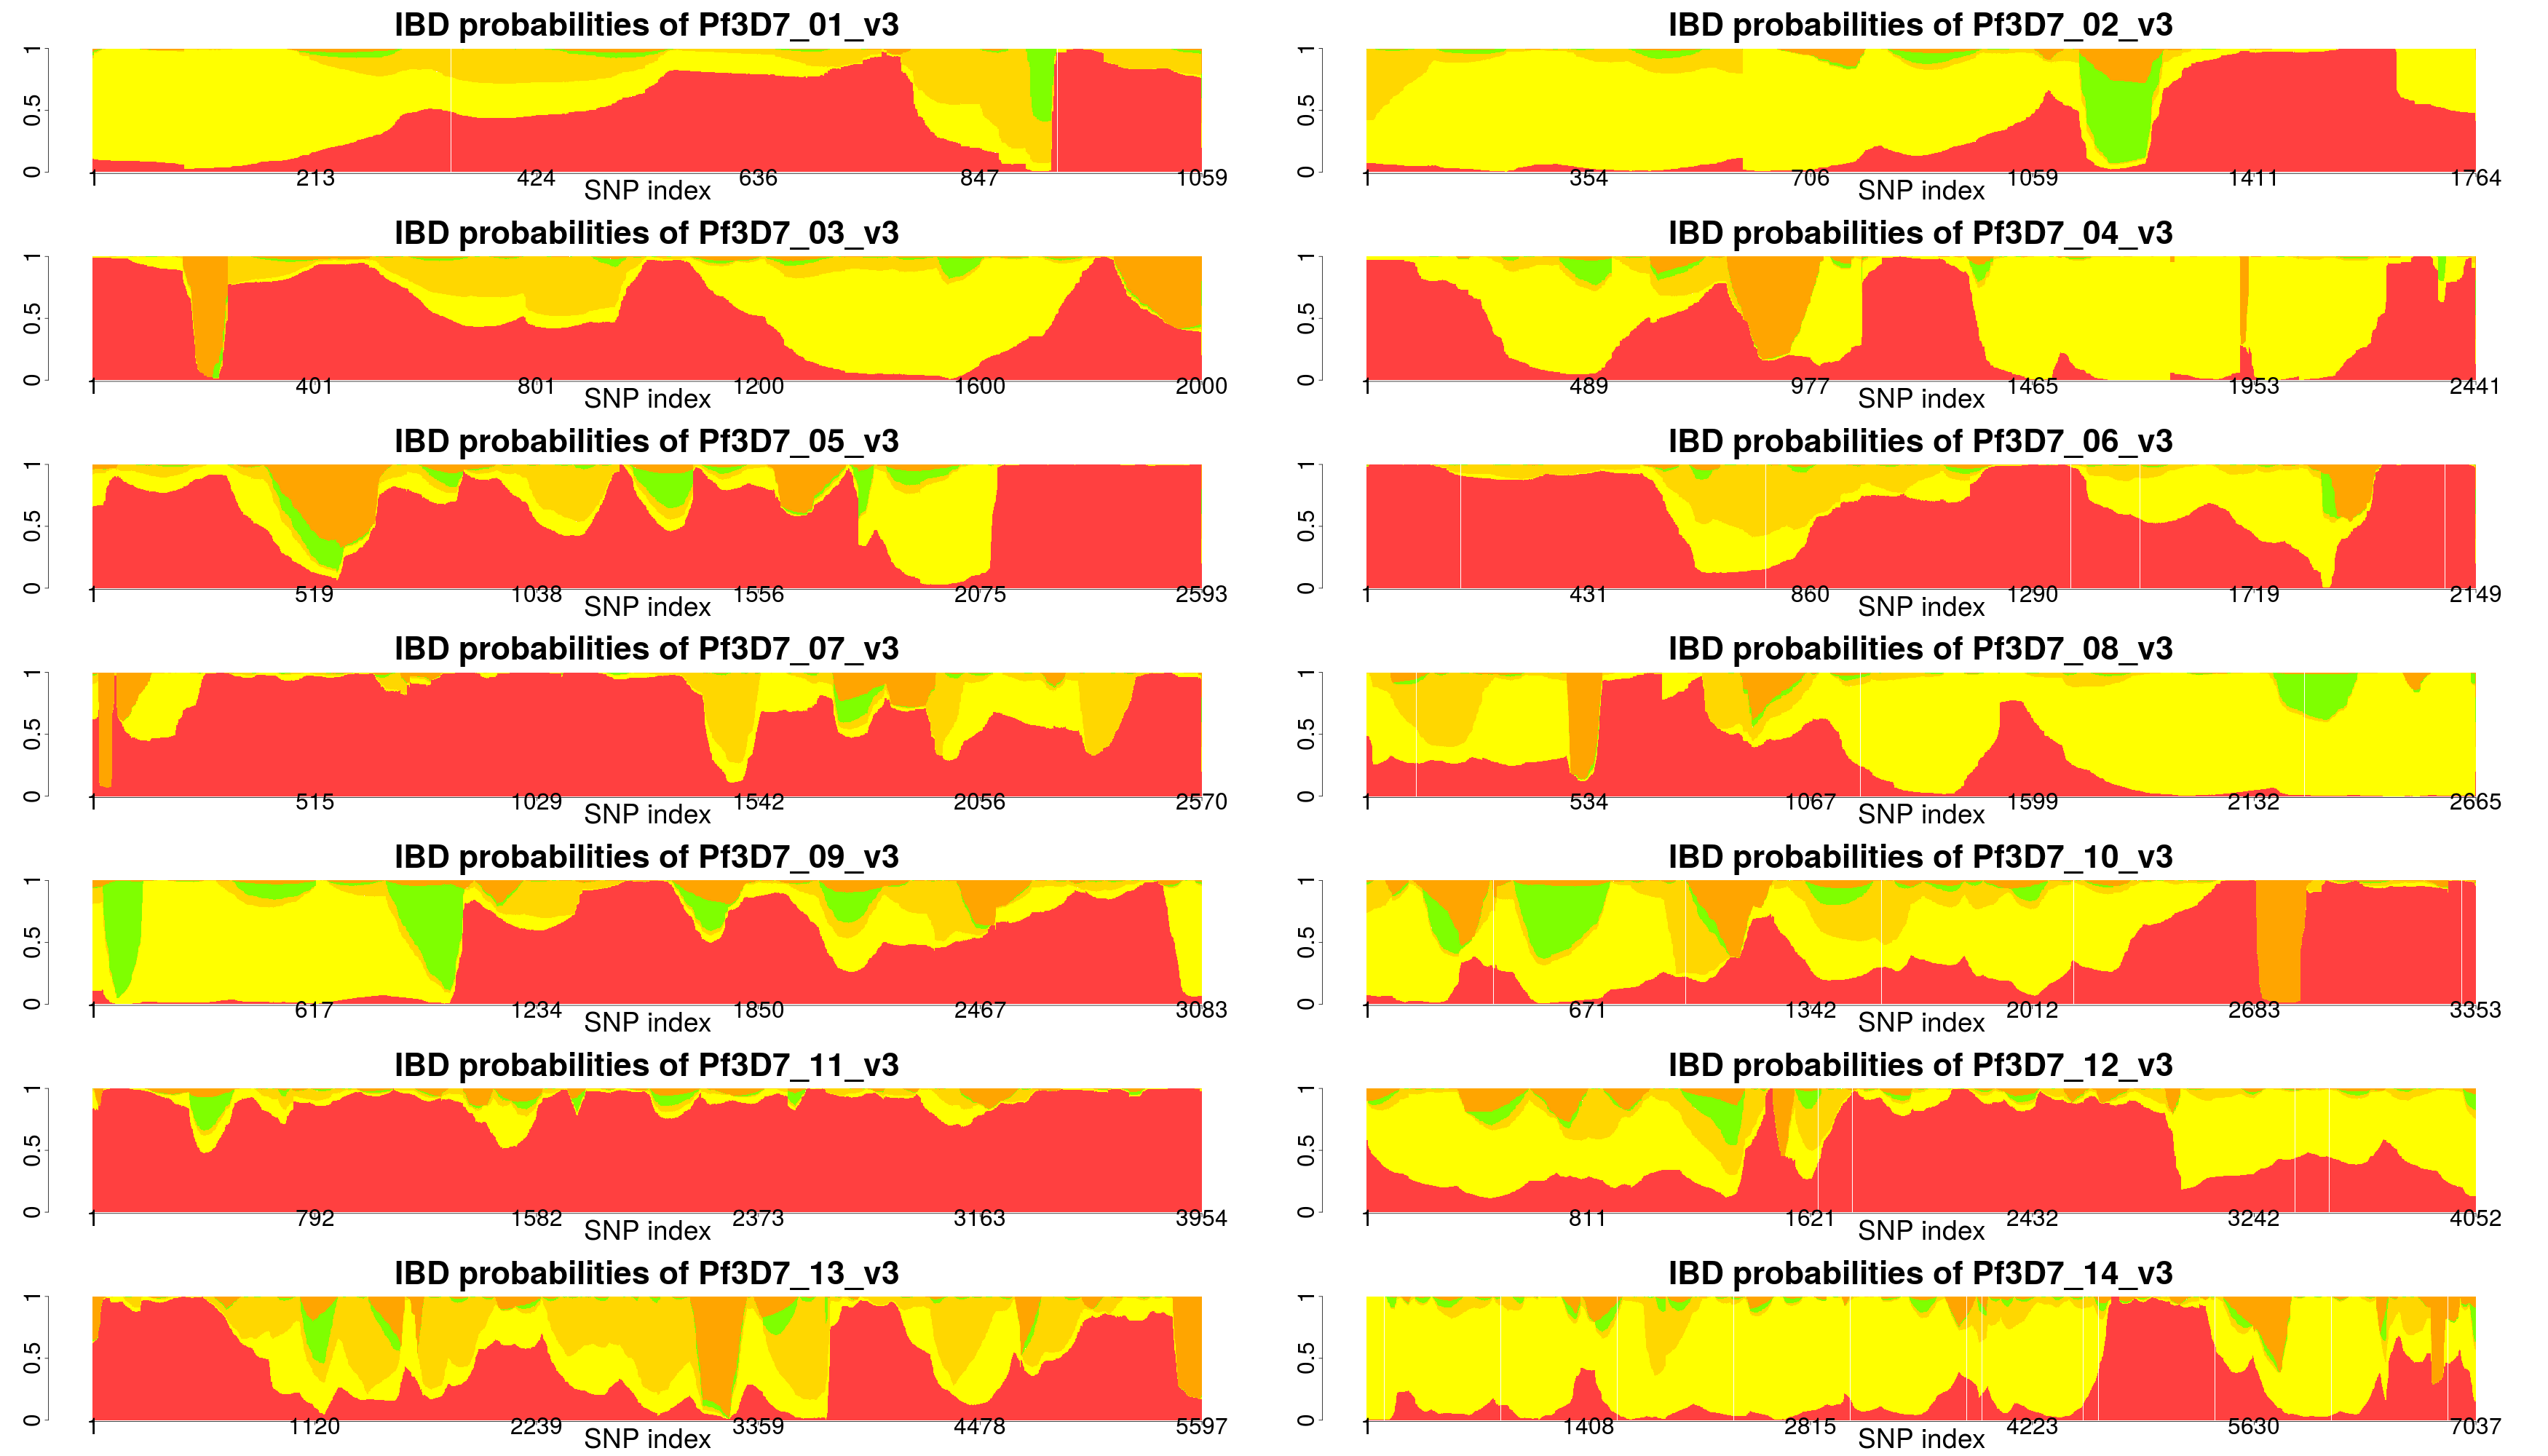 IBD probabilities of Pf3D7_01_v3
0 0.5 1
1 213 424 636 847 1059
SNP index
IBD probabilities of Pf3D7_02_v3
0 0.5 1
1 354 706 1059 1411 1764
SNP index
IBD probabilities of Pf3D7_03_v3
0 0.5 1
1 401 801 1200 1600 2000
SNP index
IBD probabilities of Pf3D7_04_v3
0 0.5 1
1 489 977 1465 1953 2441
SNP index
IBD probabilities of Pf3D7_05_v3
0 0.5 1
1 519 1038 1556 2075 2593
SNP index
IBD probabilities of Pf3D7_06_v3
0 0.5 1
1 431 860 1290 1719 2149
SNP index
IBD probabilities of Pf3D7_07_v3
0 0.5 1
1 515 1029 1542 2056 2570
SNP index
IBD probabilities of Pf3D7_08_v3
0 0.5 1
1 534 1067 1599 2132 2665
SNP index
IBD probabilities of Pf3D7_09_v3
0 0.5 1
1 617 1234 1850 2467 3083
SNP index
IBD probabilities of Pf3D7_10_v3
0 0.5 1
1 671 1342 2012 2683 3353
SNP index
IBD probabilities of Pf3D7_11_v3
0 0.5 1
1 792 1582 2373 3163 3954
SNP index
IBD probabilities of Pf3D7_12_v3
0 0.5 1
1 811 1621 2432 3242 4052
SNP index
IBD probabilities of Pf3D7_13_v3
0 0.5 1
1 1120 2239 3359 4478 5597
SNP index
IBD probabilities of Pf3D7_14_v3
0 0.5 1
1 1408 2815 4223 5630 7037
SNP index